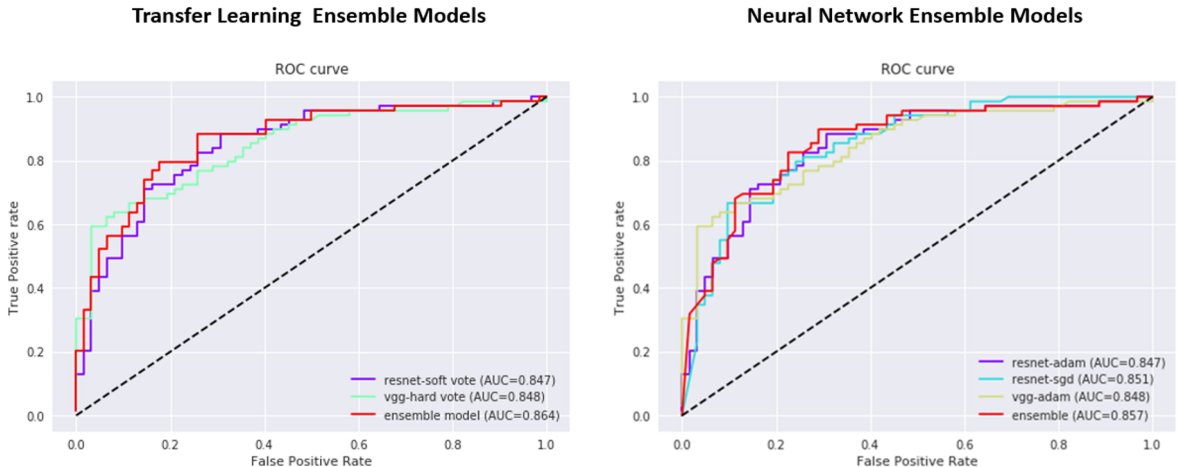 Transfer Learning  Ensemble Models
ROC curve
True Positive rate
1.0
0.8
0.6
0.4
0.2
0.0
resnet-soft vote (AUC=0.847)
vgg-hard vote (AUC=0.848)
ensemble model (AUC=0.864)
0.0 0.2 0.4 0.6 0.8 1.0
False Positive Rate
Neural Network Ensemble Models
ROC curve
True Positive rate
1.0
0.8
0.6
0.4
0.2
0.0
resnet-adam (AUC=0.847)
resnet-sgd (AUC=0.851)
vgg-adam (AUC=0.848)
ensemble (AUC=0.857)
0.0 0.2 0.4 0.6 0.8 1.0
False Positive Rate